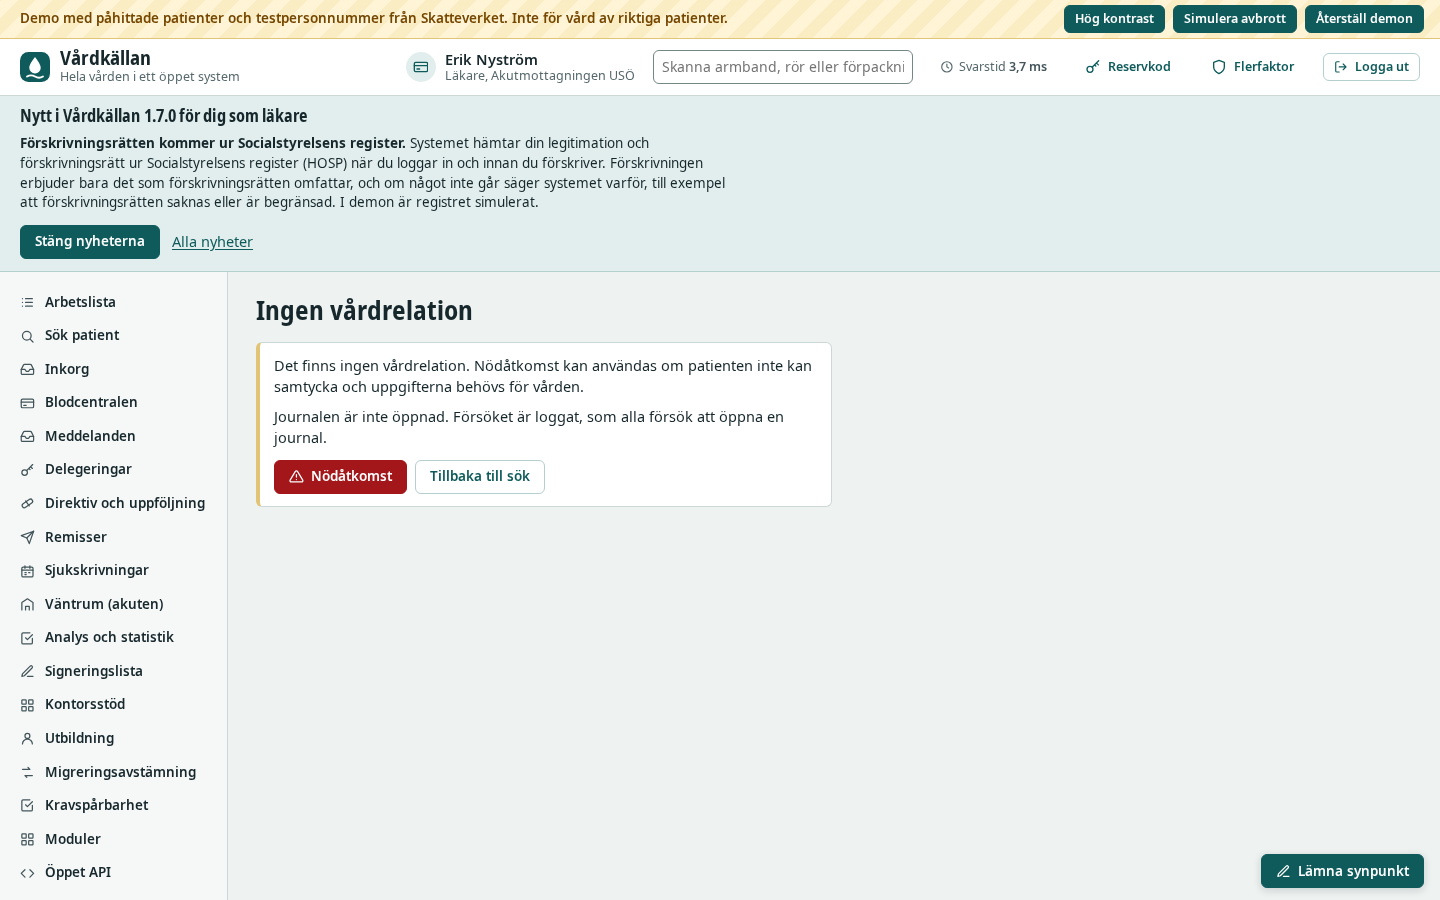 Demo med påhittade patienter och testpersonnummer från Skatteverket. Inte för vård av riktiga patienter.
Hög kontrast
Simulera avbrott
Återställ demon
Vårdkällan
Hela vården i ett öppet system
Erik Nyström
Läkare, Akutmottagningen USÖ
Skanna armband, rör eller förpackni
Svarstid 3,7 ms
Reservkod
Flerfaktor
Logga ut
Nytt i Vårdkällan 1.7.0 för dig som läkare
Förskrivningsrätten kommer ur Socialstyrelsens register. Systemet hämtar din legitimation och
förskrivningsrätt ur Socialstyrelsens register (HOSP) när du loggar in och innan du förskriver. Förskrivningen
erbjuder bara det som förskrivningsrätten omfattar, och om något inte går säger systemet varför, till exempel
att förskrivningsrätten saknas eller är begränsad. I demon är registret simulerat.
Stäng nyheterna
Alla nyheter
Arbetslista
Sök patient
Inkorg
Blodcentralen
Meddelanden
Delegeringar
Direktiv och uppföljning
Remisser
Sjukskrivningar
Väntrum (akuten)
Analys och statistik
Signeringslista
Kontorsstöd
Utbildning
Migreringsavstämning
Kravspårbarhet
Moduler
Öppet API
Ingen vårdrelation
Det finns ingen vårdrelation. Nödåtkomst kan användas om patienten inte kan
samtycka och uppgifterna behövs för vården.
Journalen är inte öppnad. Försöket är loggat, som alla försök att öppna en
journal.
Nödåtkomst
Tillbaka till sök
Lämna synpunkt